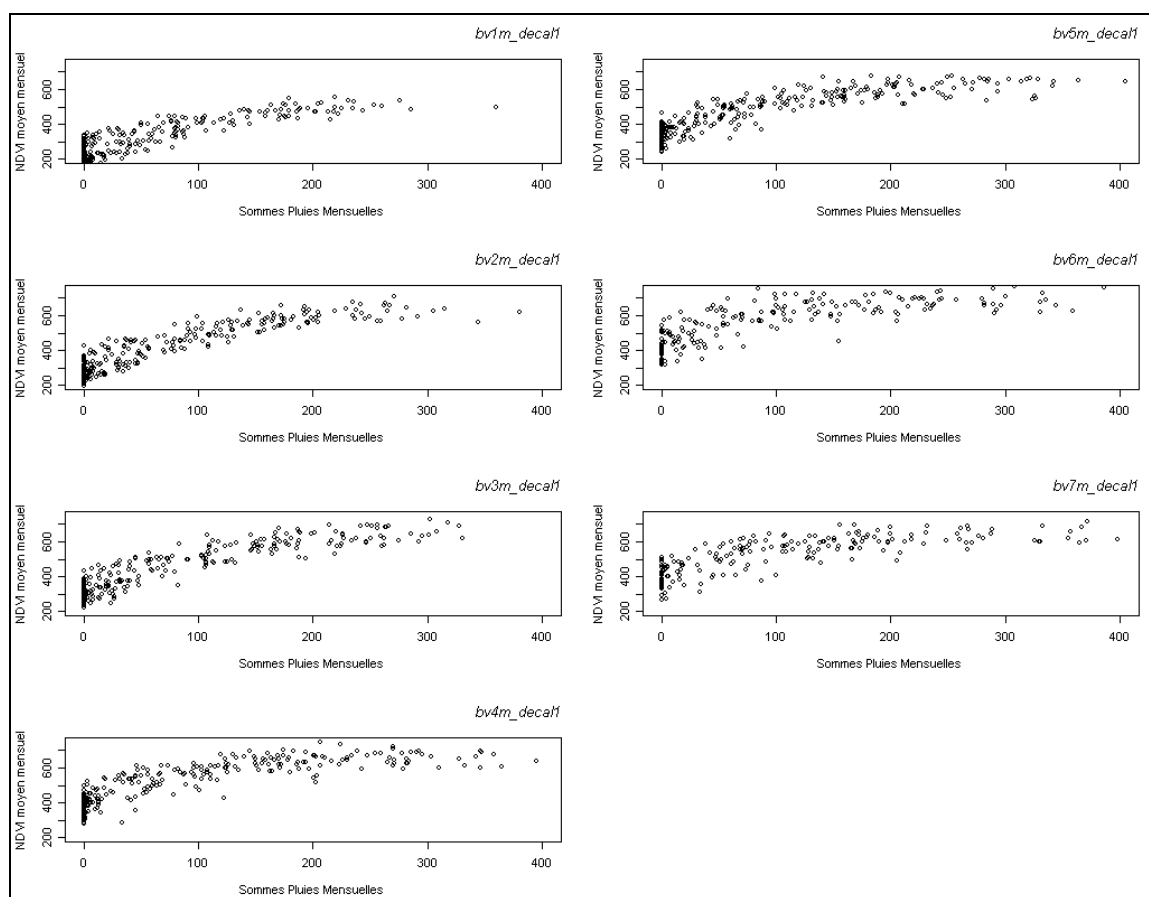 bv1m_decal1
NDVI moyen mensuel
200 400 600
0 100 200 300 400
Sommes Pluies Mensuelles
bv2m_decal1
NDVI moyen mensuel
200 400 600
0 100 200 300 400
Sommes Pluies Mensuelles
bv3m_decal1
NDVI moyen mensuel
200 400 600
0 100 200 300 400
Sommes Pluies Mensuelles
bv4m_decal1
NDVI moyen mensuel
200 400 600
0 100 200 300 400
Sommes Pluies Mensuelles
bv5m_decal1
NDVI moyen mensuel
200 400 600
0 100 200 300 400
Sommes Pluies Mensuelles
bv6m_decal1
NDVI moyen mensuel
200 400 600
0 100 200 300 400
Sommes Pluies Mensuelles
bv7m_decal1
NDVI moyen mensuel
200 400 600
0 100 200 300 400
Sommes Pluies Mensuelles